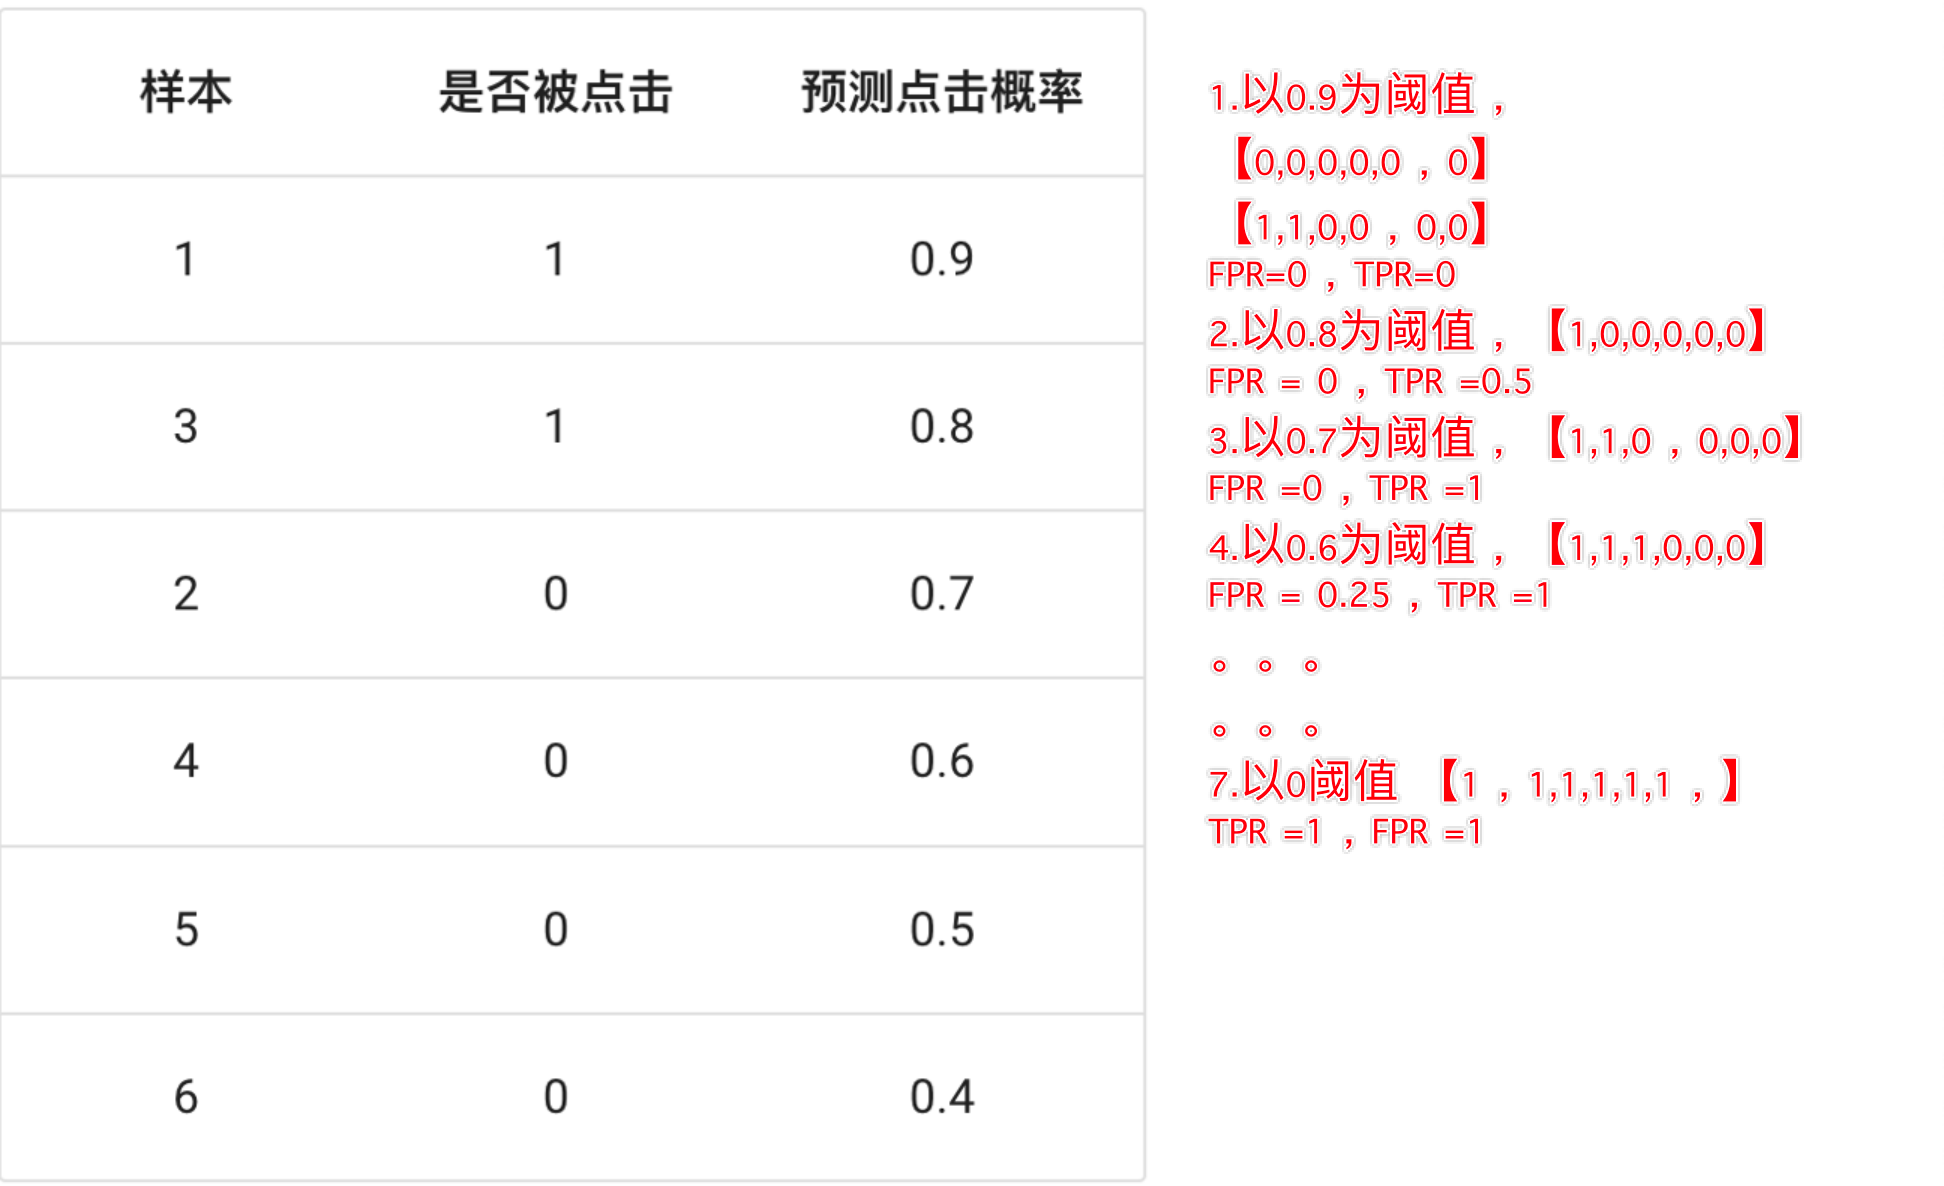 样本 是否被点击 预测点击概率
1 1 0.9
3 1 0.8
2 0 0.7
4 0 0.6
5 0 0.5
6 0 0.4
1.以0.9为阈值，
【0,0,0,0,0，0】
【1,1,0,0，0,0】
FPR=0，TPR=0
2.以0.8为阈值，【1,0,0,0,0,0】
FPR = 0，TPR =0.5
3.以0.7为阈值，【1,1,0，0,0,0】
FPR =0，TPR =1
4.以0.6为阈值，【1,1,1,0,0,0】
FPR = 0.25，TPR =1
。。。
。。。
7.以0阈值 【1，1,1,1,1,1，】
TPR =1，FPR =1